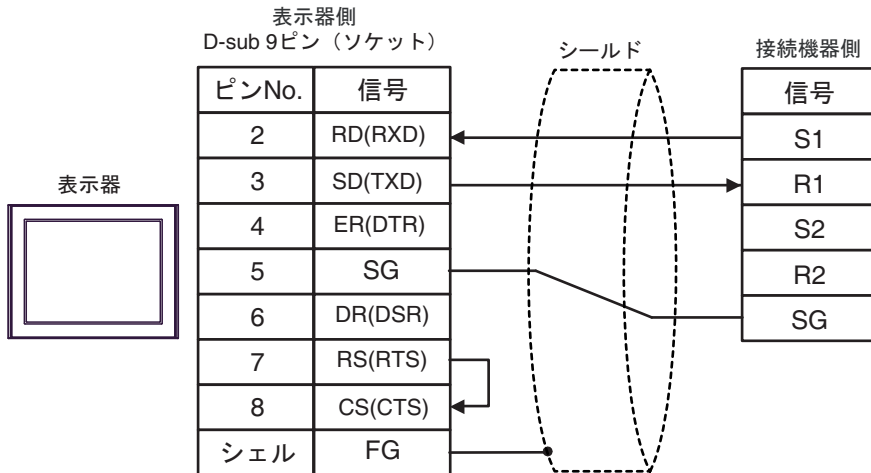 表示器側
D-sub 9ピン（ソケット）
シールド
接続機器側
ピンNo. 信号
信号
2 RD(RXD) S1
表示器
3 SD(TXD) R1
4 ER(DTR) S2
5 SG R2
6 DR(DSR) SG
7 RS(RTS)
8 CS(CTS)
シェル FG